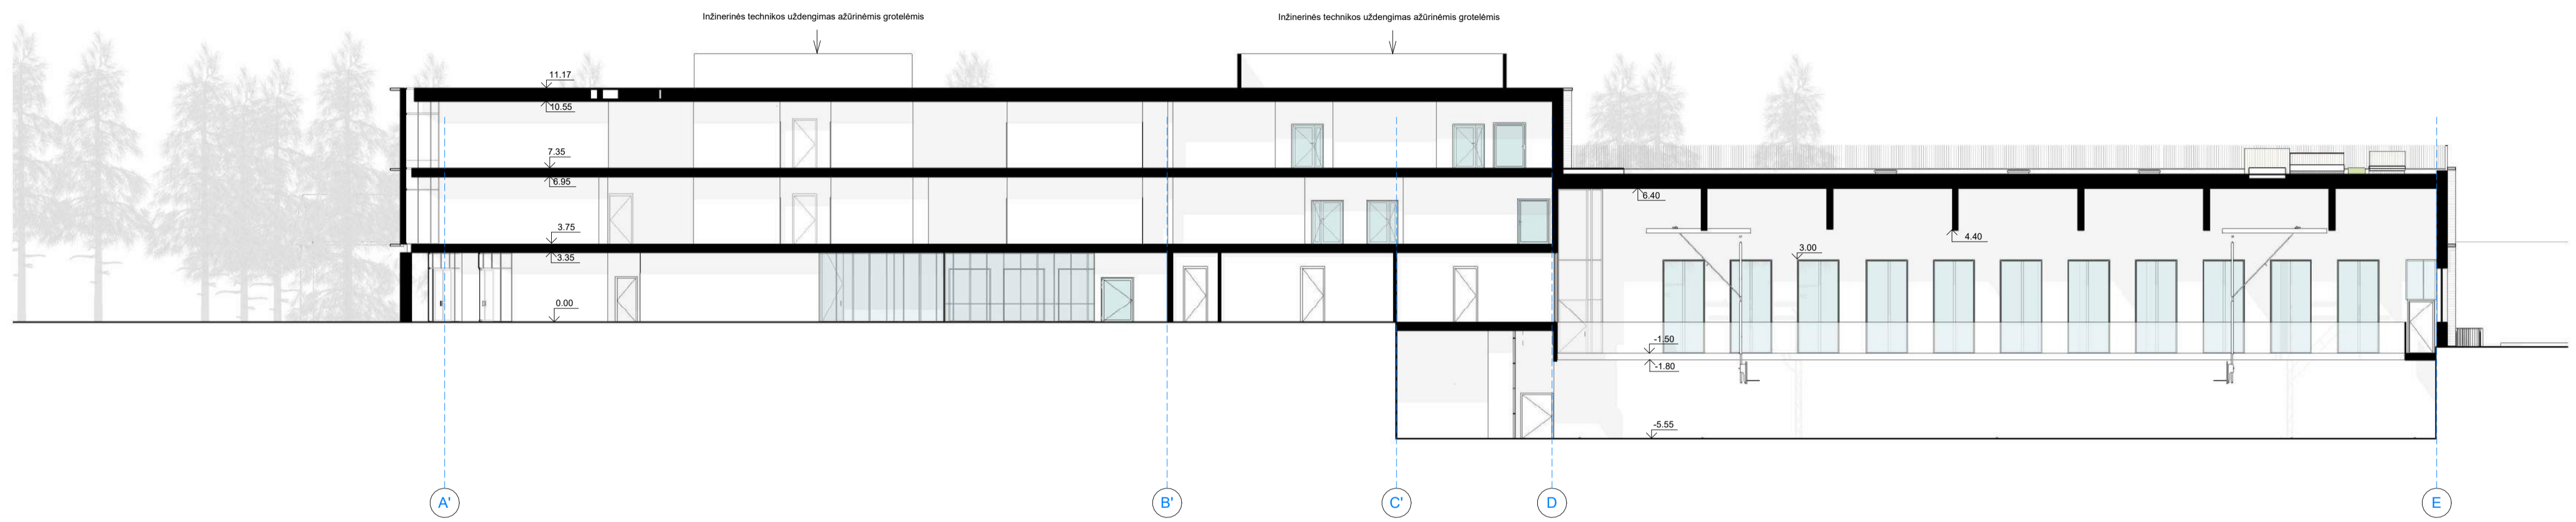 Inžinerinės technikos uždengimas ažūrinėmis grotelėmis
Inžinerinės technikos uždengimas ažūrinėmis grotelėmis
11.17
10.55
7.35
6.95
6.40
3.75
4.40
3.00
3.35
0.00
-1.50
-1.80
-5.55
A'
B'
C'
D
E